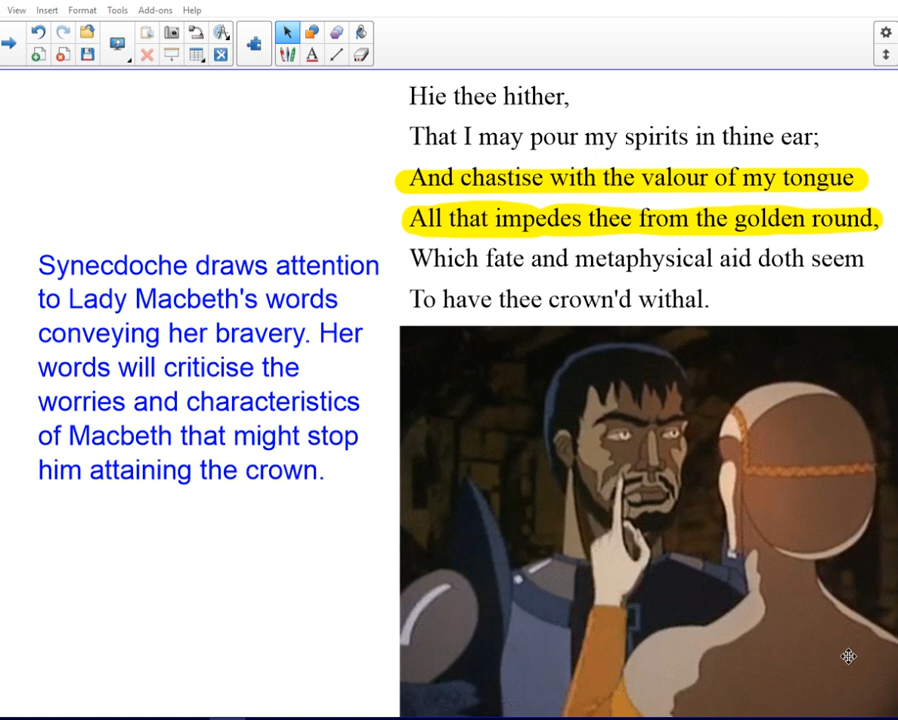 View Insert Format Tools Add-ons Help
Hie thee hither,
That I may pour my spirits in thine ear;
And chastise with the valour of my tongue
All that impedes thee from the golden round,
Which fate and metaphysical aid doth seem
To have thee crown'd withal.
Synecdoche draws attention
to Lady Macbeth's words
conveying her bravery. Her
words will criticise the
worries and characteristics
of Macbeth that might stop
him attaining the crown.